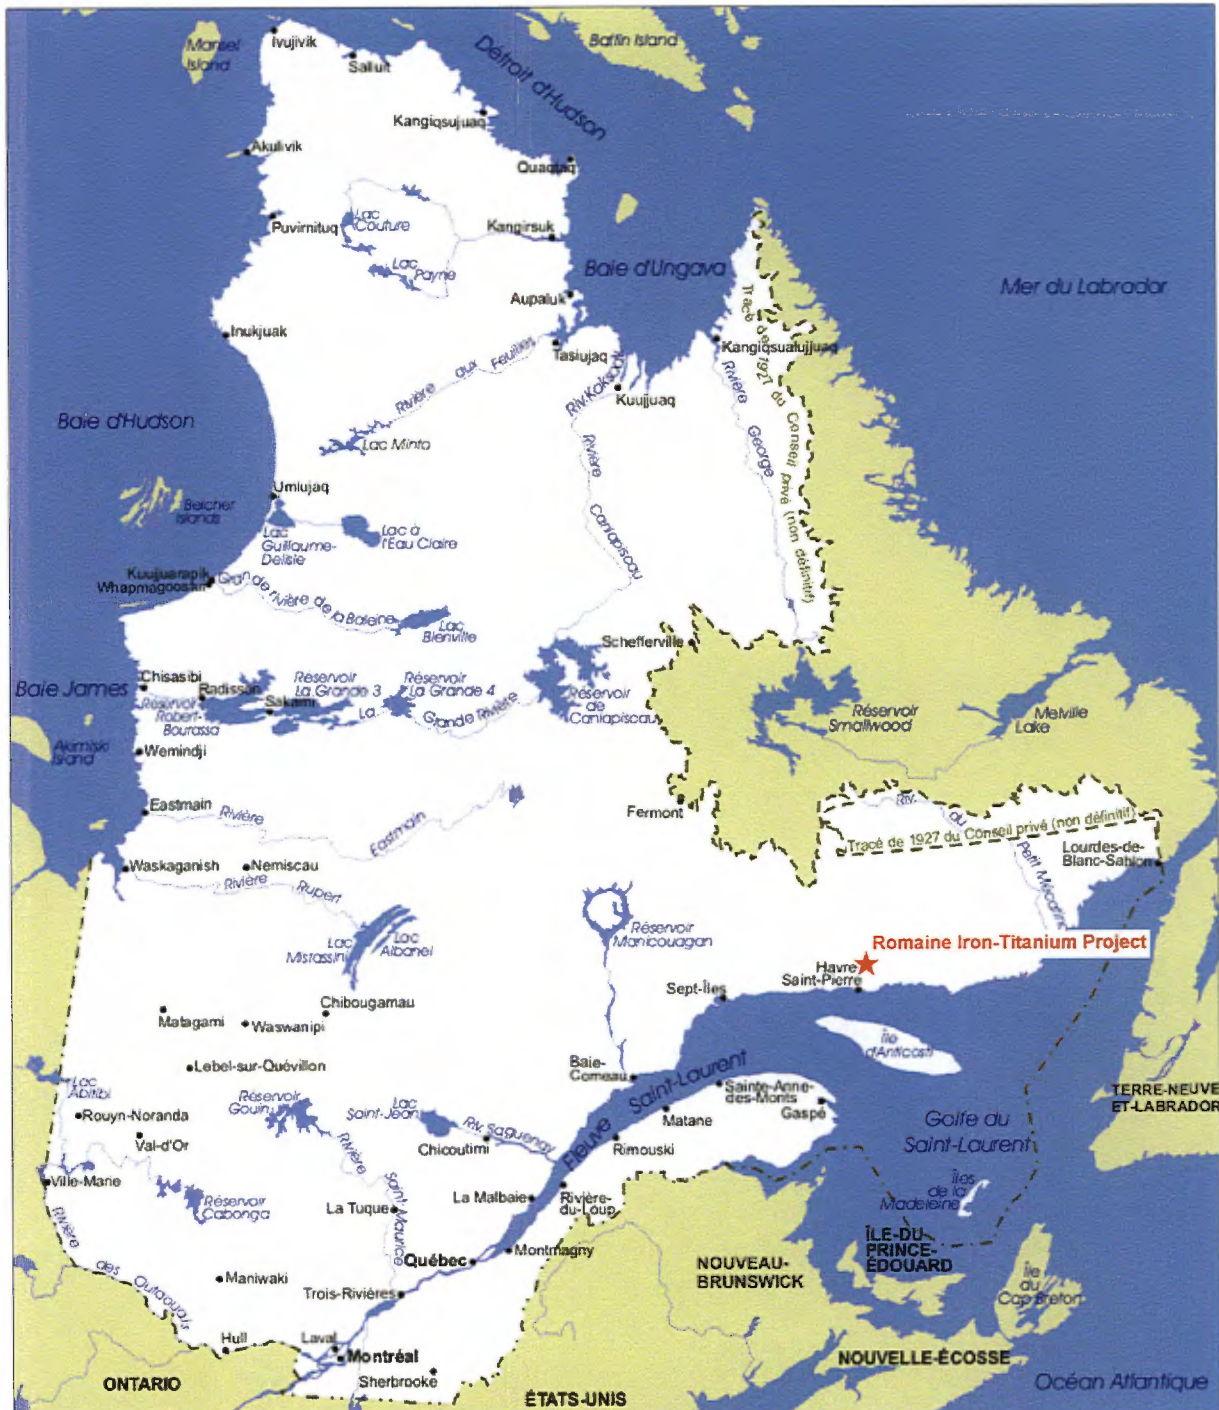 Ivujivik
Mansel
Island
Salluit
Baffin Island
Détroit d'Hudson
Kangiqsujuaq
Akulivik
Quaqtaq
Puvirnituq
Lac
Couture
Kangirsuk
Lac
Payne
Baie d'Ungava
Mer du Labrador
Aupaluk
Inukjuak
Tasiujaq
Kangiqsualujjuaq
Rivière aux Feuilles
Riv. Koksoak
Kuujjuaq
Tracé de 1927 du Conseil privé (non définitif)
Rivière George
Baie d'Hudson
Lac Minto
Rivière Caniapiscau
Umiujaq
Belcher
Islands
Lac
Guillaume-
Delisle
Lac à
l'Eau Claire
Kuujjuarapik
Whapmagoostui
Grande rivière de la Baleine
Lac
Bienville
Schefferville
Baie James
Chisasibi
Radisson
Réservoir
La Grande 3
Réservoir
La Grande 4
Sakami
Réservoir
Robert-
Bourassa
La Grande Rivière
Réservoir
de
Caniapiscau
Réservoir
Smallwood
Melville
Lake
Akimiski
Island
Wemindji
Eastmain
Rivière Eastmain
Fermont
Riv. du Petit Mécatina
Tracé de 1927 du Conseil privé (non définitif)
Lourdes-de-
Blanc-Sablon
Waskaganish
Nemiscau
Rivière Rupert
Lac
Mistassini
Lac
Albanel
Réservoir
Manicouagan
Romaine Iron-Titanium Project
Havre
Saint-Pierre
Sept-Îles
Chibougamau
Matagami
Waswanipi
Île
d'Anticosti
Lebel-sur-Quévillon
Baie-
Comeau
Lac
Abitibi
Réservoir
Gouin
Lac
Saint-Jean
Fleuve Saint-Laurent
Sainte-Anne-
des-Monts
Gaspé
Matane
TERRE-NEUVE
ET-LABRADOR
Rouyn-Noranda
Val-d'Or
Riv. Saguenay
Chicoutimi
Rimouski
Golfe du
Saint-Laurent
Ville-Marie
Réservoir
Cabonga
Rivière Saint-Maurice
La Tuque
La Malbaie
Rivière-
du-Loup
Îles
de la
Madeleine
Rivière des Outaouais
Québec
Montmagny
ÎLE-DU
PRINCE-
ÉDOUARD
NOUVEAU-
BRUNSWICK
Maniwaki
Trois-Rivières
Île
du
Cap Breton
Hull
Laval
Montréal
Sherbrooke
NOUVELLE-ÉCOSSE
ONTARIO
ÉTATS-UNIS
Océan Atlantique